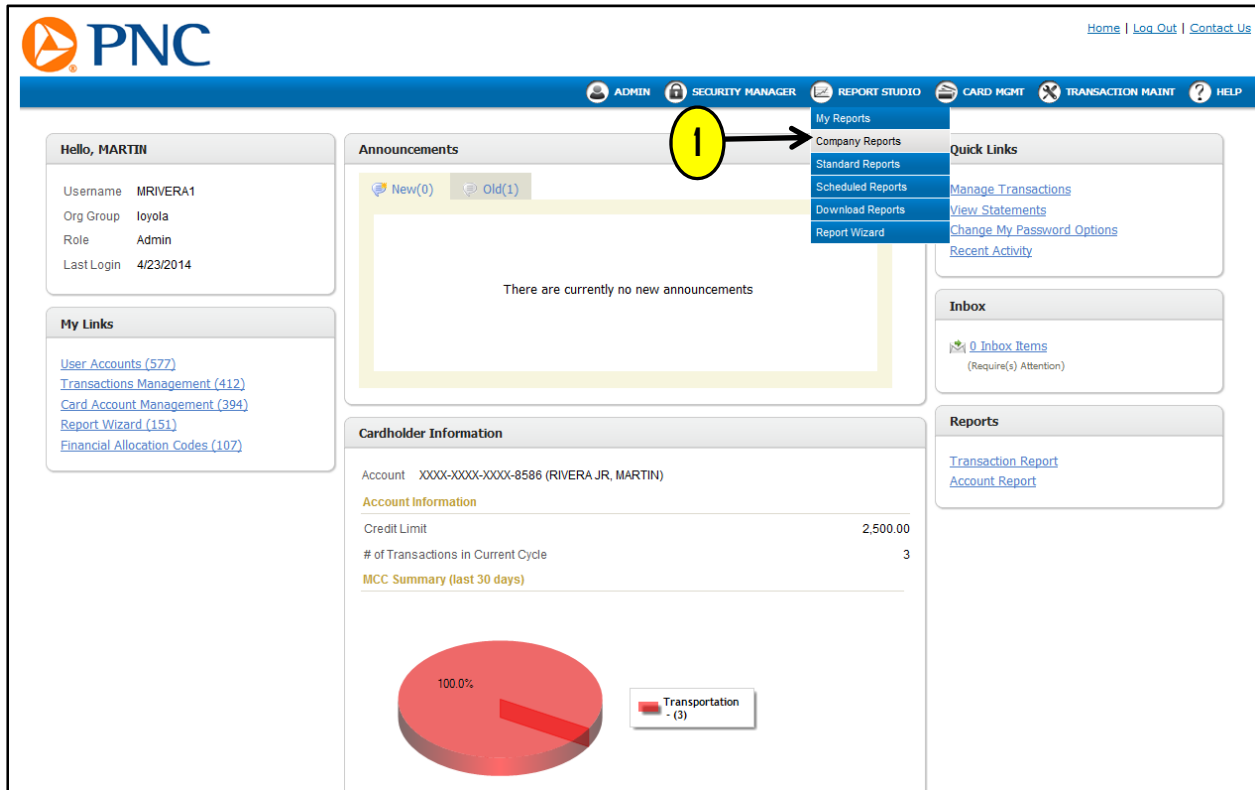 PNC
Home | Log Out | Contact Us
ADMIN SECURITY MANAGER REPORT STUDIO CARD MGMT TRANSACTION MAINT ? HELP
My Reports
Company Reports
Standard Reports
Scheduled Reports
Download Reports
Report Wizard
1
Hello, MARTIN
Username MRIVERA1
Org Group loyola
Role Admin
Last Login 4/23/2014
My Links
User Accounts (577)
Transactions Management (412)
Card Account Management (394)
Report Wizard (151)
Financial Allocation Codes (107)
Announcements
New(0) Old(1)
There are currently no new announcements
Cardholder Information
Account XXXX-XXXX-XXXX-8586 (RIVERA JR, MARTIN)
Account Information
Credit Limit 2,500.00
# of Transactions in Current Cycle 3
MCC Summary (last 30 days)
100.0%
Transportation
- (3)
Quick Links
Manage Transactions
View Statements
Change My Password Options
Recent Activity
Inbox
0 Inbox Items
(Require(s) Attention)
Reports
Transaction Report
Account Report